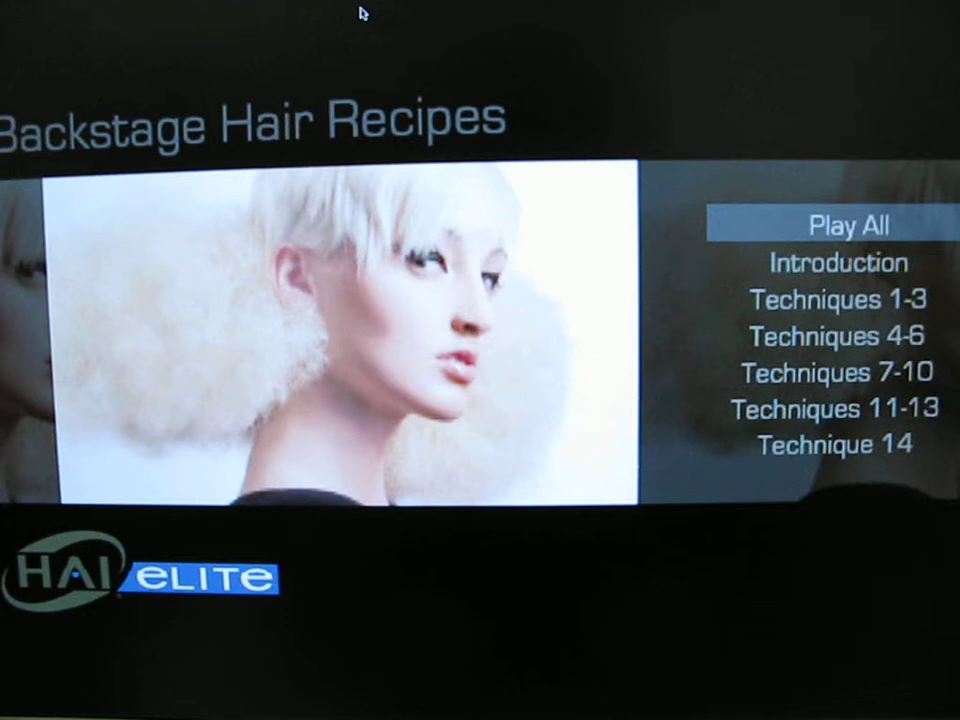 Backstage Hair Recipes
Play All
Introduction
Techniques 1-3
Techniques 4-6
Techniques 7-10
Techniques 11-13
Technique 14
HAI eLITe